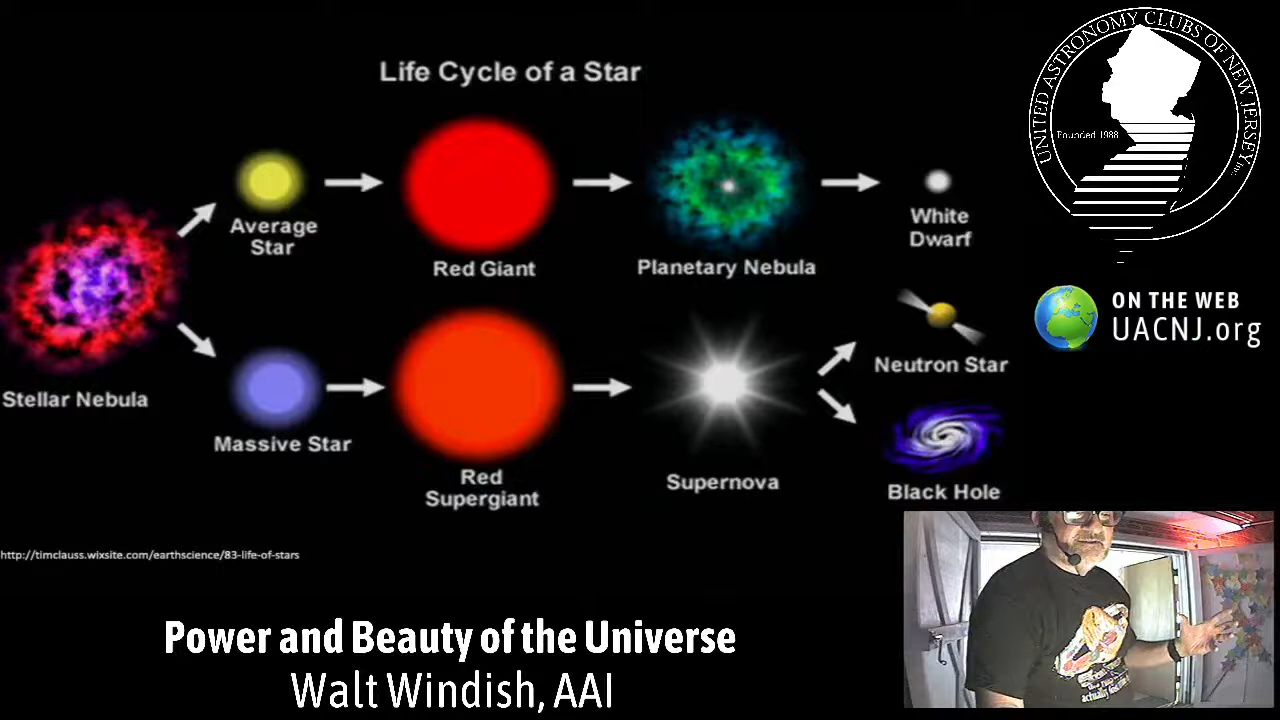 Life Cycle of a Star
Average
Star
Red Giant
Planetary Nebula
White
Dwarf
Stellar Nebula
Massive Star
Red
Supergiant
Supernova
Neutron Star
Black Hole
http://timclauss.wixsite.com/earthscience/83-life-of-stars
Power and Beauty of the Universe
Walt Windish, AAI
UNITED ASTRONOMY CLUBS OF NEW JERSEY, Inc.
Founded 1988
ON THE WEB
UACNJ.org